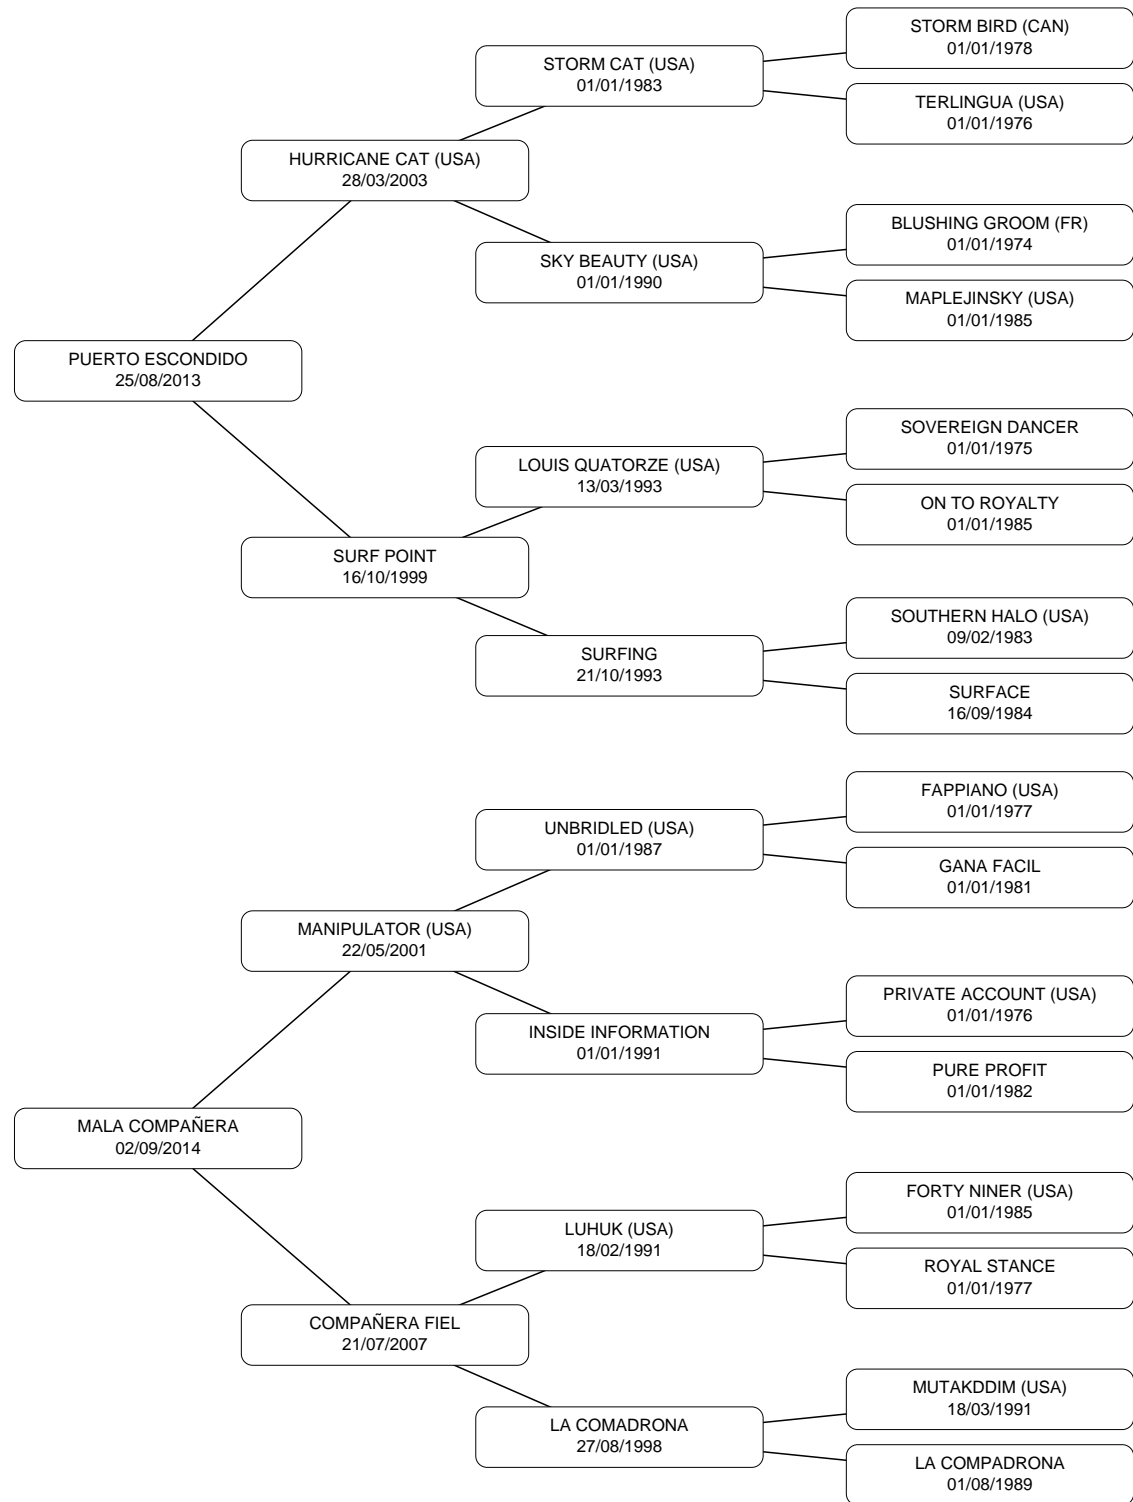 STORM BIRD (CAN)
01/01/1978
STORM CAT (USA)
01/01/1983
TERLINGUA (USA)
01/01/1976
HURRICANE CAT (USA)
28/03/2003
BLUSHING GROOM (FR)
01/01/1974
SKY BEAUTY (USA)
01/01/1990
MAPLEJINSKY (USA)
01/01/1985
PUERTO ESCONDIDO
25/08/2013
SOVEREIGN DANCER
01/01/1975
LOUIS QUATORZE (USA)
13/03/1993
ON TO ROYALTY
01/01/1985
SURF POINT
16/10/1999
SOUTHERN HALO (USA)
09/02/1983
SURFING
21/10/1993
SURFACE
16/09/1984
FAPPIANO (USA)
01/01/1977
UNBRIDLED (USA)
01/01/1987
GANA FACIL
01/01/1981
MANIPULATOR (USA)
22/05/2001
PRIVATE ACCOUNT (USA)
01/01/1976
INSIDE INFORMATION
01/01/1991
PURE PROFIT
01/01/1982
MALA COMPAÑERA
02/09/2014
FORTY NINER (USA)
01/01/1985
LUHUK (USA)
18/02/1991
ROYAL STANCE
01/01/1977
COMPAÑERA FIEL
21/07/2007
MUTAKDDIM (USA)
18/03/1991
LA COMADRONA
27/08/1998
LA COMPADRONA
01/08/1989